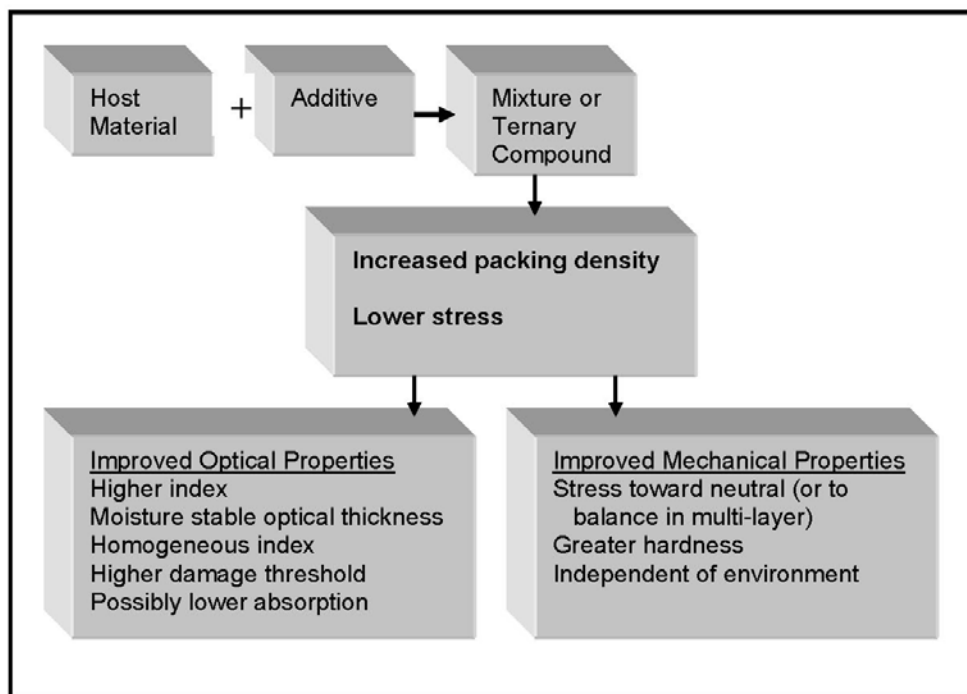 Host
Material
+
Additive
Mixture or
Ternary
Compound
Increased packing density
Lower stress
Improved Optical Properties
Higher index
Moisture stable optical thickness
Homogeneous index
Higher damage threshold
Possibly lower absorption
Improved Mechanical Properties
Stress toward neutral (or to
balance in multi-layer)
Greater hardness
Independent of environment